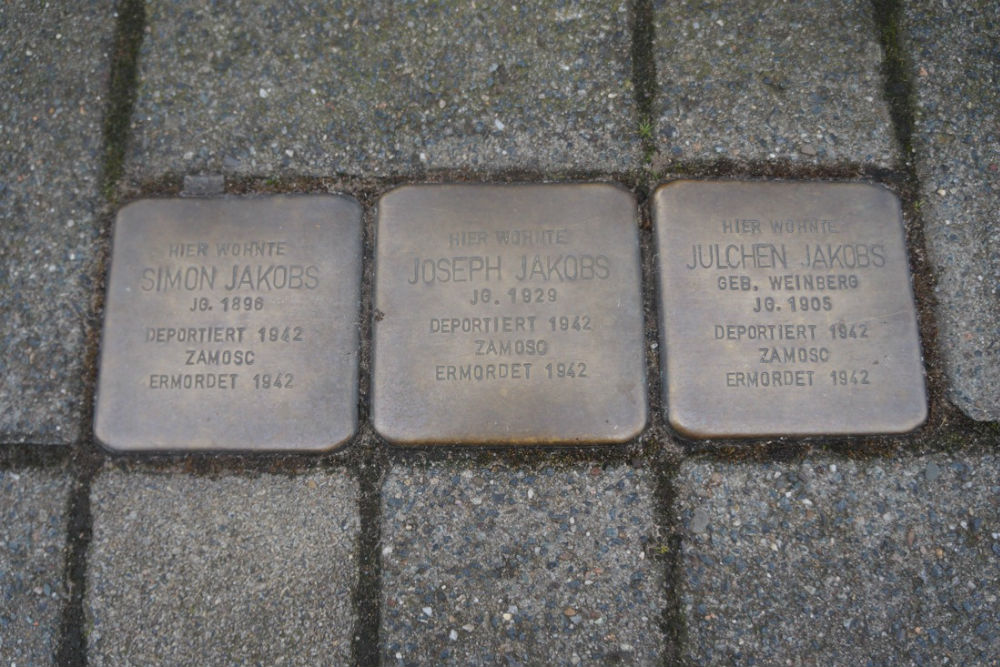 HIER WOHNTE
SIMON JAKOBS
JG. 1896
DEPORTIERT 1942
ZAMOSC
ERMORDET 1942
HIER WOHNTE
JOSEPH JAKOBS
JG. 1929
DEPORTIERT 1942
ZAMOSC
ERMORDET 1942
HIER WOHNTE
JULCHEN JAKOBS
GEB. WEINBERG
JG. 1905
DEPORTIERT 1942
ZAMOSC
ERMORDET 1942